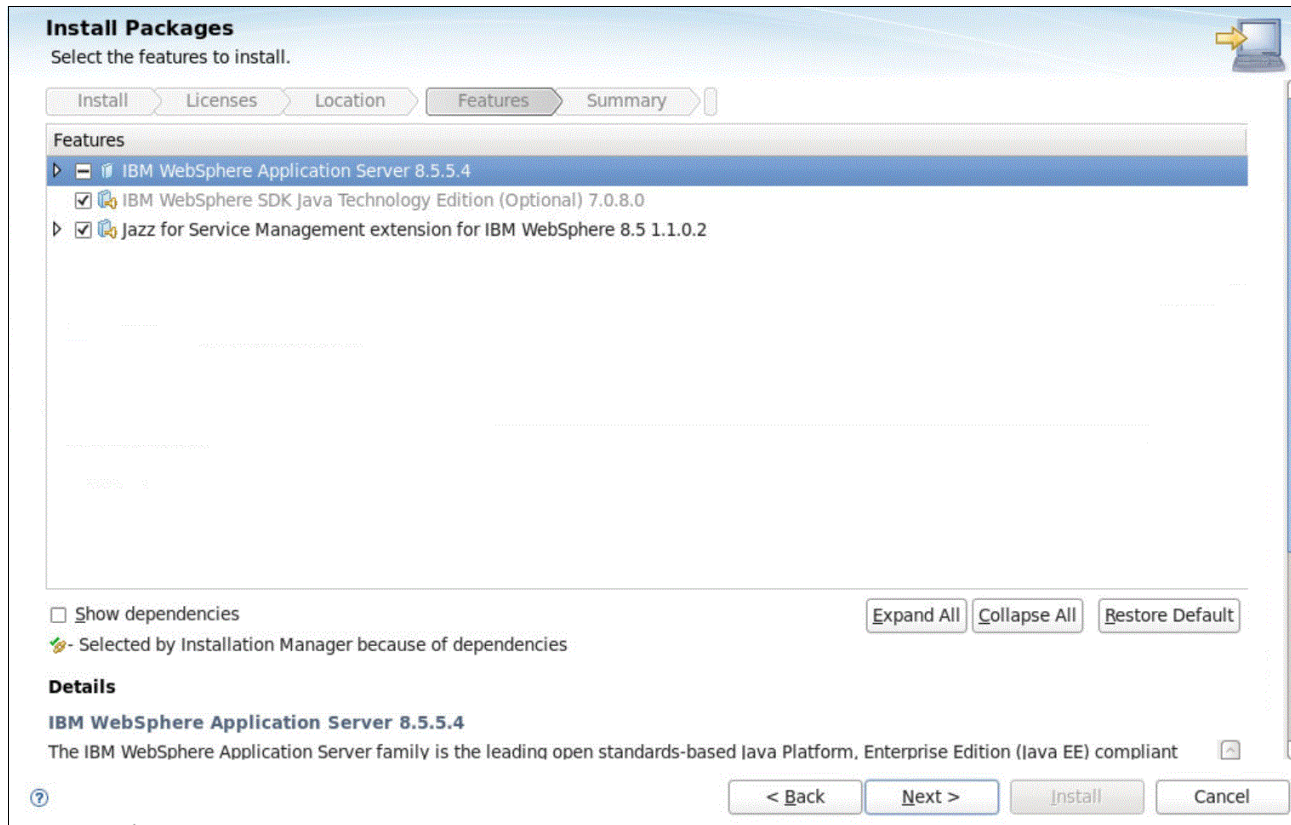 Install Packages
Select the features to install.
Install Licenses Location Features Summary
Features
IBM WebSphere Application Server 8.5.5.4
IBM WebSphere SDK Java Technology Edition (Optional) 7.0.8.0
Jazz for Service Management extension for IBM WebSphere 8.5 1.1.0.2
Show dependencies Expand All Collapse All Restore Default
- Selected by Installation Manager because of dependencies
Details
IBM WebSphere Application Server 8.5.5.4
The IBM WebSphere Application Server family is the leading open standards-based Java Platform, Enterprise Edition (Java EE) compliant
? < Back Next > Install Cancel